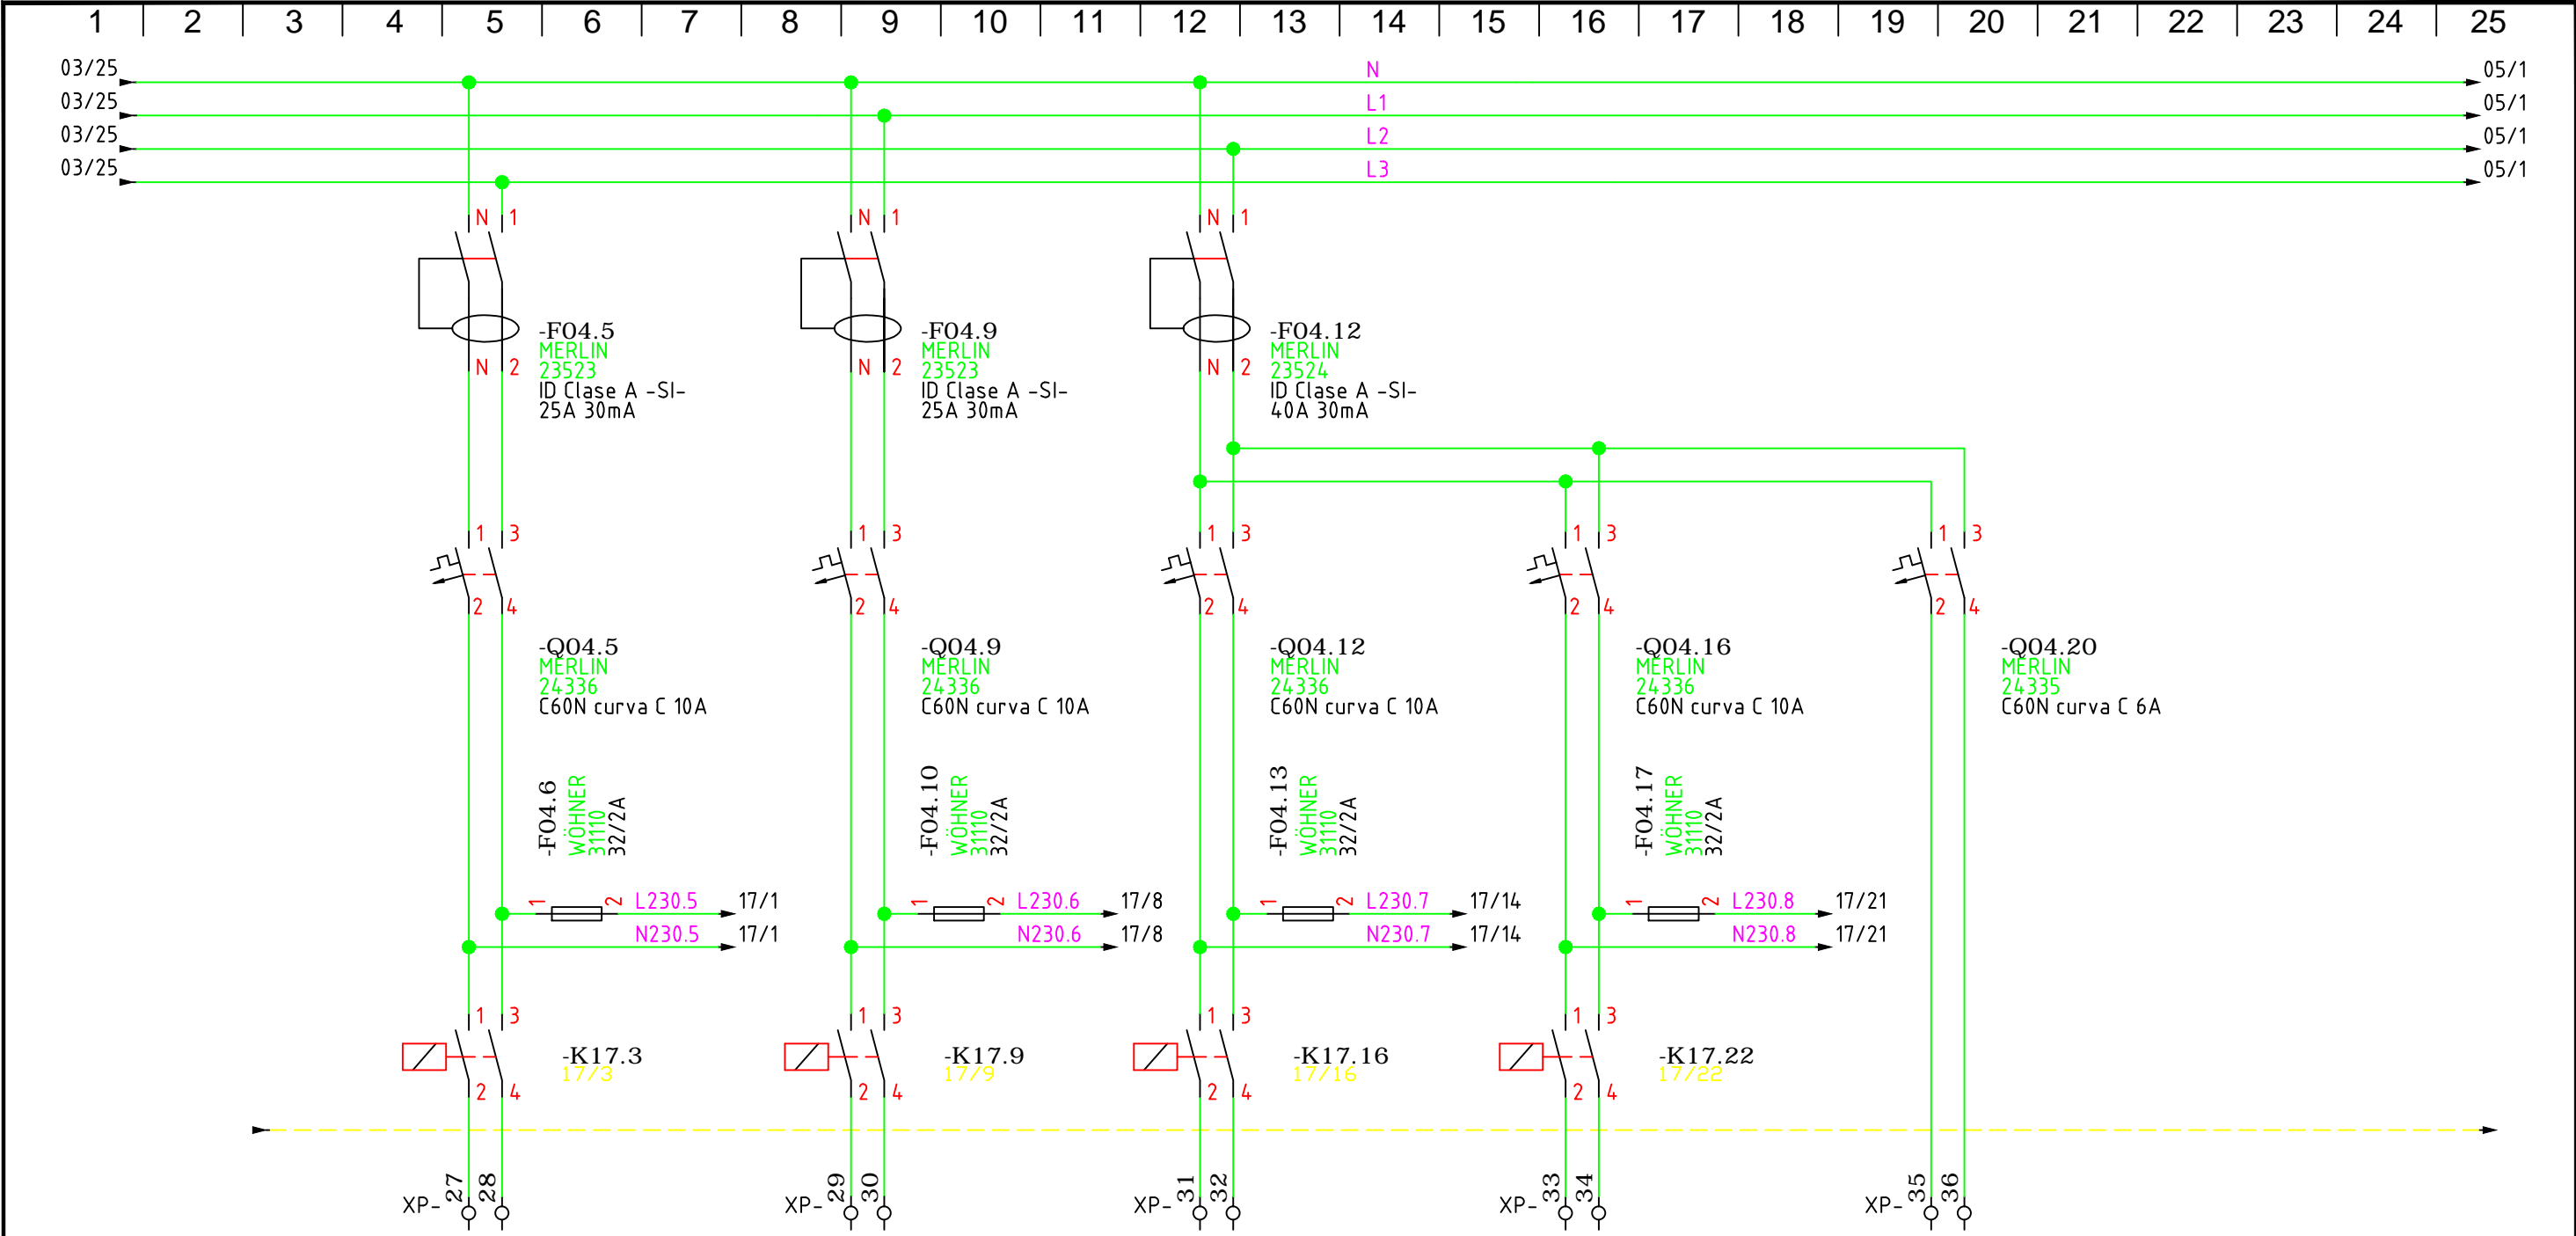 1 2 3 4 5 6 7 8 9 10 11 12 13 14 15 16 17 18 19 20 21 22 23 24 25
03/25 N 05/1
03/25 L1 05/1
03/25 L2 05/1
03/25 L3 05/1
N 1 N 1 N 1
-F04.5 -F04.9 -F04.12
MERLIN MERLIN MERLIN
N 2 23523 N 2 23523 N 2 23524
ID Clase A -SI- ID Clase A -SI- ID Clase A -SI-
25A 30mA 25A 30mA 40A 30mA
1 3 1 3 1 3 1 3 1 3
2 4 2 4 2 4 2 4 2 4
-Q04.5 -Q04.9 -Q04.12 -Q04.16 -Q04.20
MERLIN MERLIN MERLIN MERLIN MERLIN
24336 24336 24336 24336 24335
C60N curva C 10A C60N curva C 10A C60N curva C 10A C60N curva C 10A C60N curva C 6A
-F04.6
WÖHNER
31110
32/2A
-F04.10
WÖHNER
31110
32/2A
-F04.13
WÖHNER
31110
32/2A
-F04.17
WÖHNER
31110
32/2A
1 2 L230.5 17/1 1 2 L230.6 17/8 1 2 L230.7 17/14 1 2 L230.8 17/21
N230.5 17/1 N230.6 17/8 N230.7 17/14 N230.8 17/21
1 3 1 3 1 3 1 3
-K17.3 -K17.9 -K17.16 -K17.22
17/3 17/9 17/16 17/22
2 4 2 4 2 4 2 4
XP- 27 28 XP- 29 30 XP- 31 32 XP- 33 34 XP- 35 36